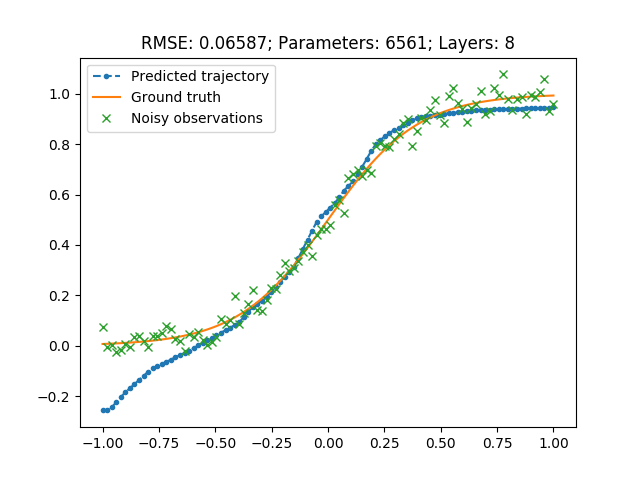 RMSE: 0.06587; Parameters: 6561; Layers: 8
Predicted trajectory
Ground truth
Noisy observations
1.0
0.8
0.6
0.4
0.2
0.0
−0.2
−1.00 −0.75 −0.50 −0.25 0.00 0.25 0.50 0.75 1.00